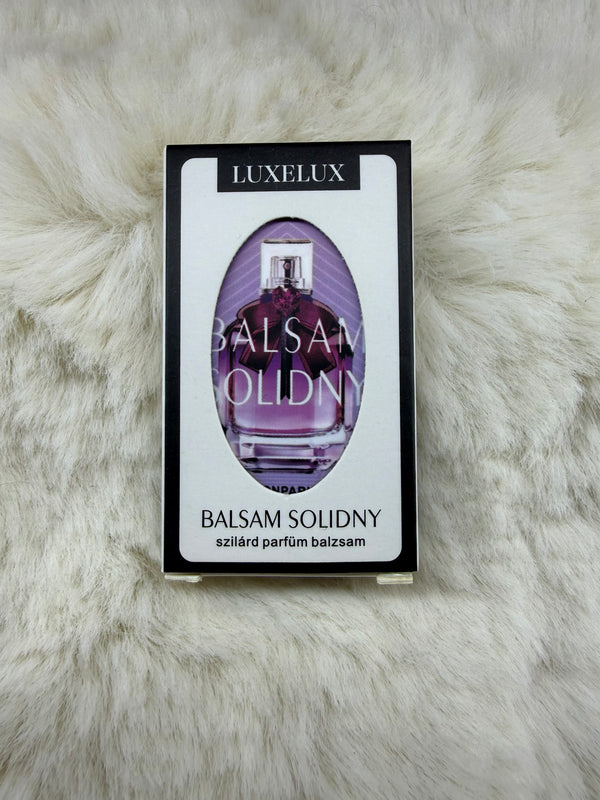 LUXELUX
BALSAM
SOLIDNY
BALSAM SOLIDNY
szilárd parfüm balzsam